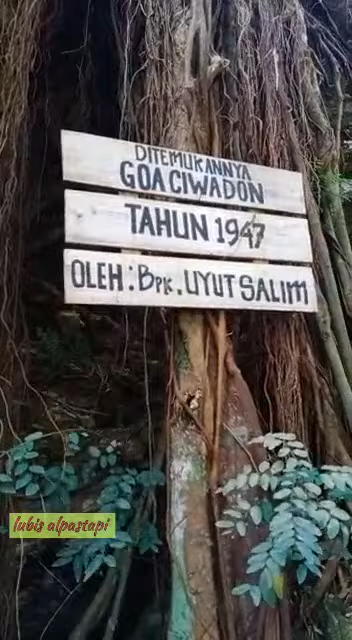 DITEMUKANNYA
GOA CIWADON
TAHUN 1947
OLEH : BPK. UYUT SALIM
lubis alpastapi